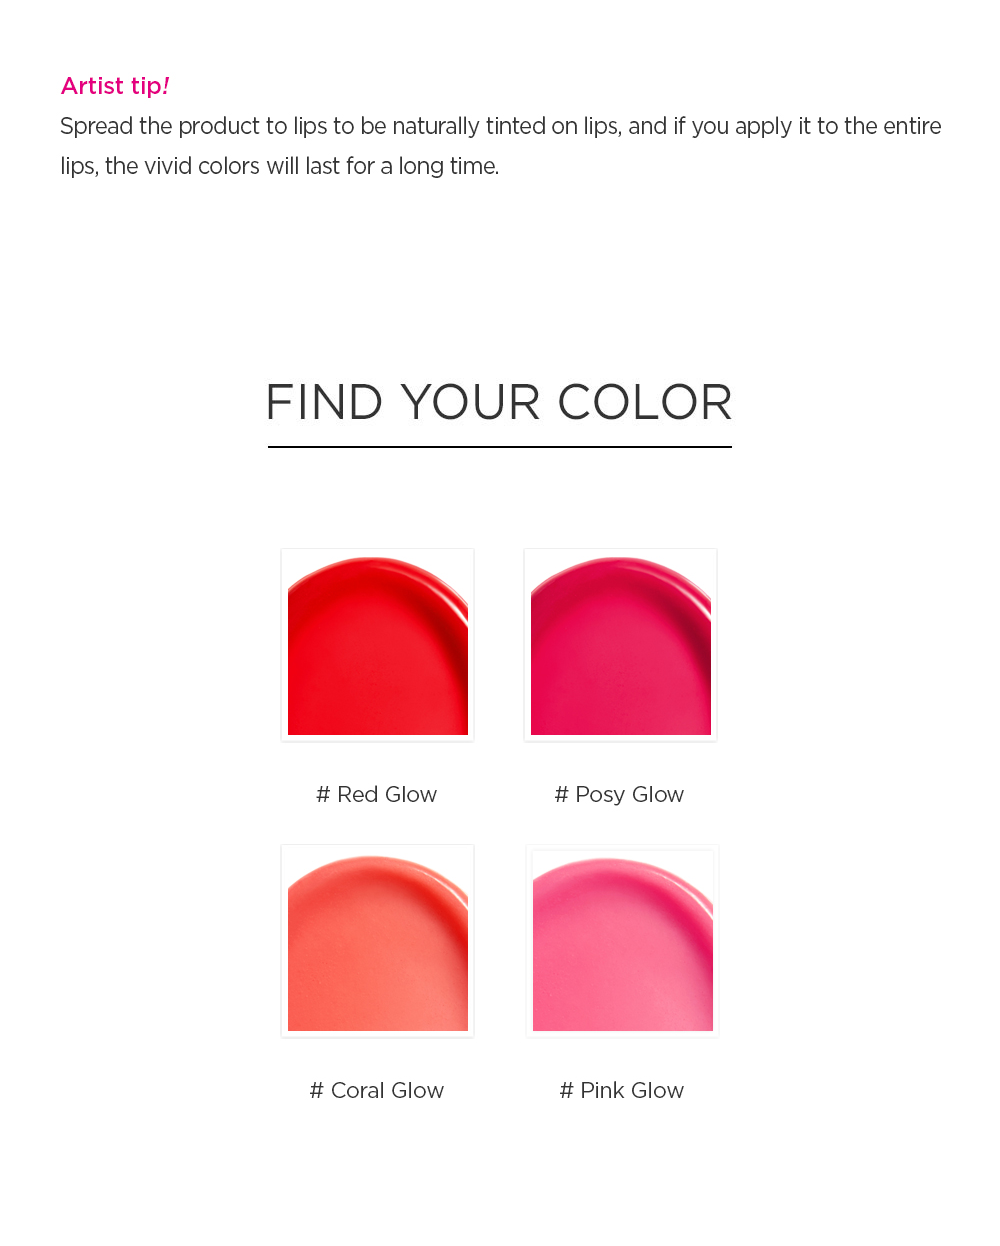 Artist tip!
Spread the product to lips to be naturally tinted on lips, and if you apply it to the entire
lips, the vivid colors will last for a long time.
FIND YOUR COLOR
# Red Glow
# Posy Glow
# Coral Glow
# Pink Glow